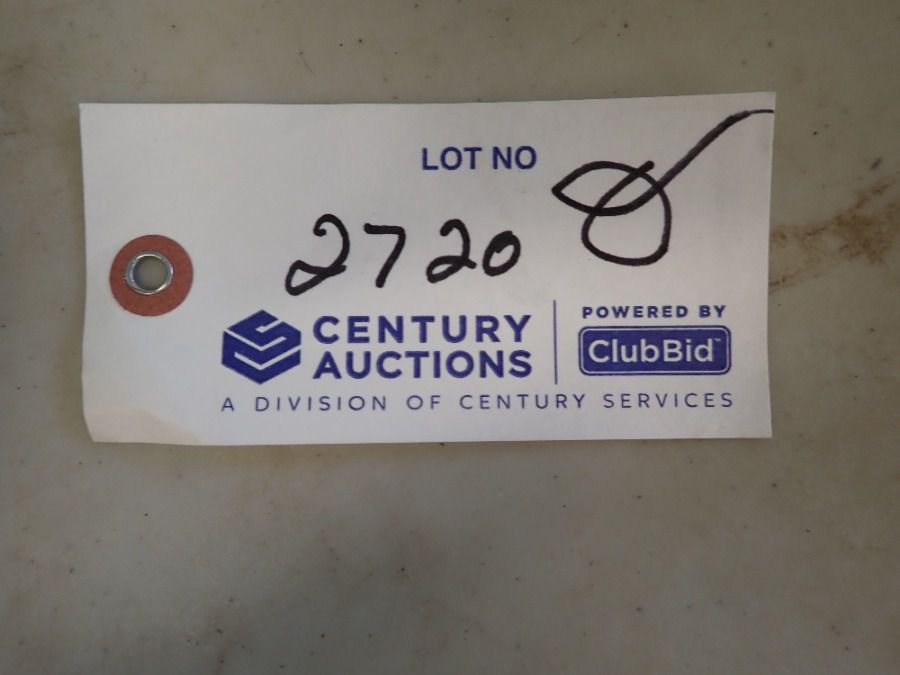 LOT NO
2720
CENTURY
AUCTIONS
POWERED BY
ClubBid™
A DIVISION OF CENTURY SERVICES